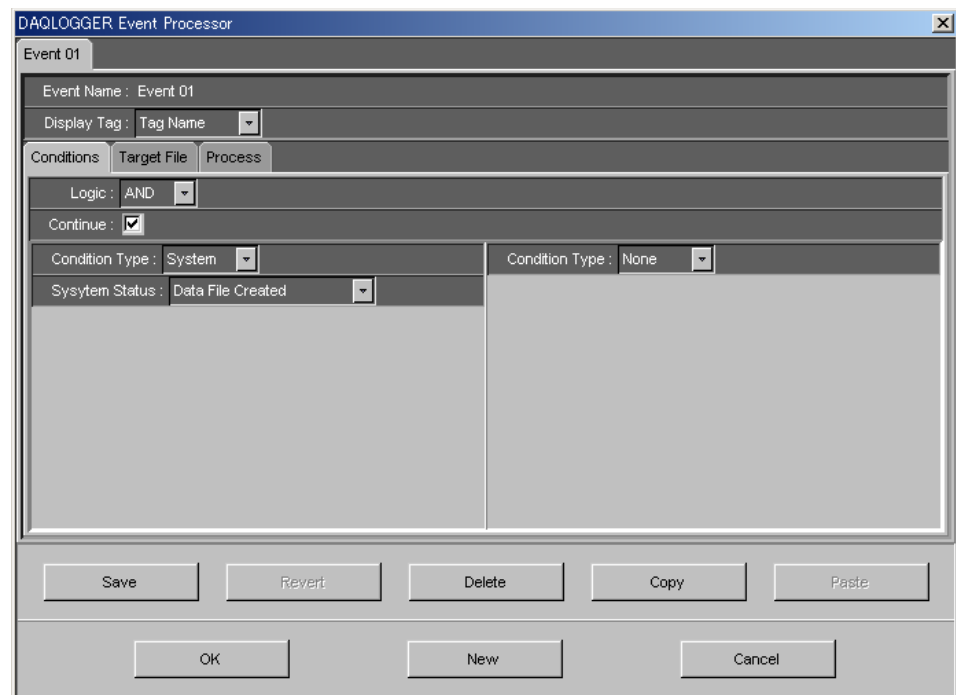 DAQLOGGER Event Processor
Event 01
Event Name : Event 01
Display Tag : Tag Name
Conditions Target File Process
Logic : AND
Continue :
Condition Type : System Condition Type : None
Sysytem Status : Data File Created
Save Revert Delete Copy Paste
OK New Cancel